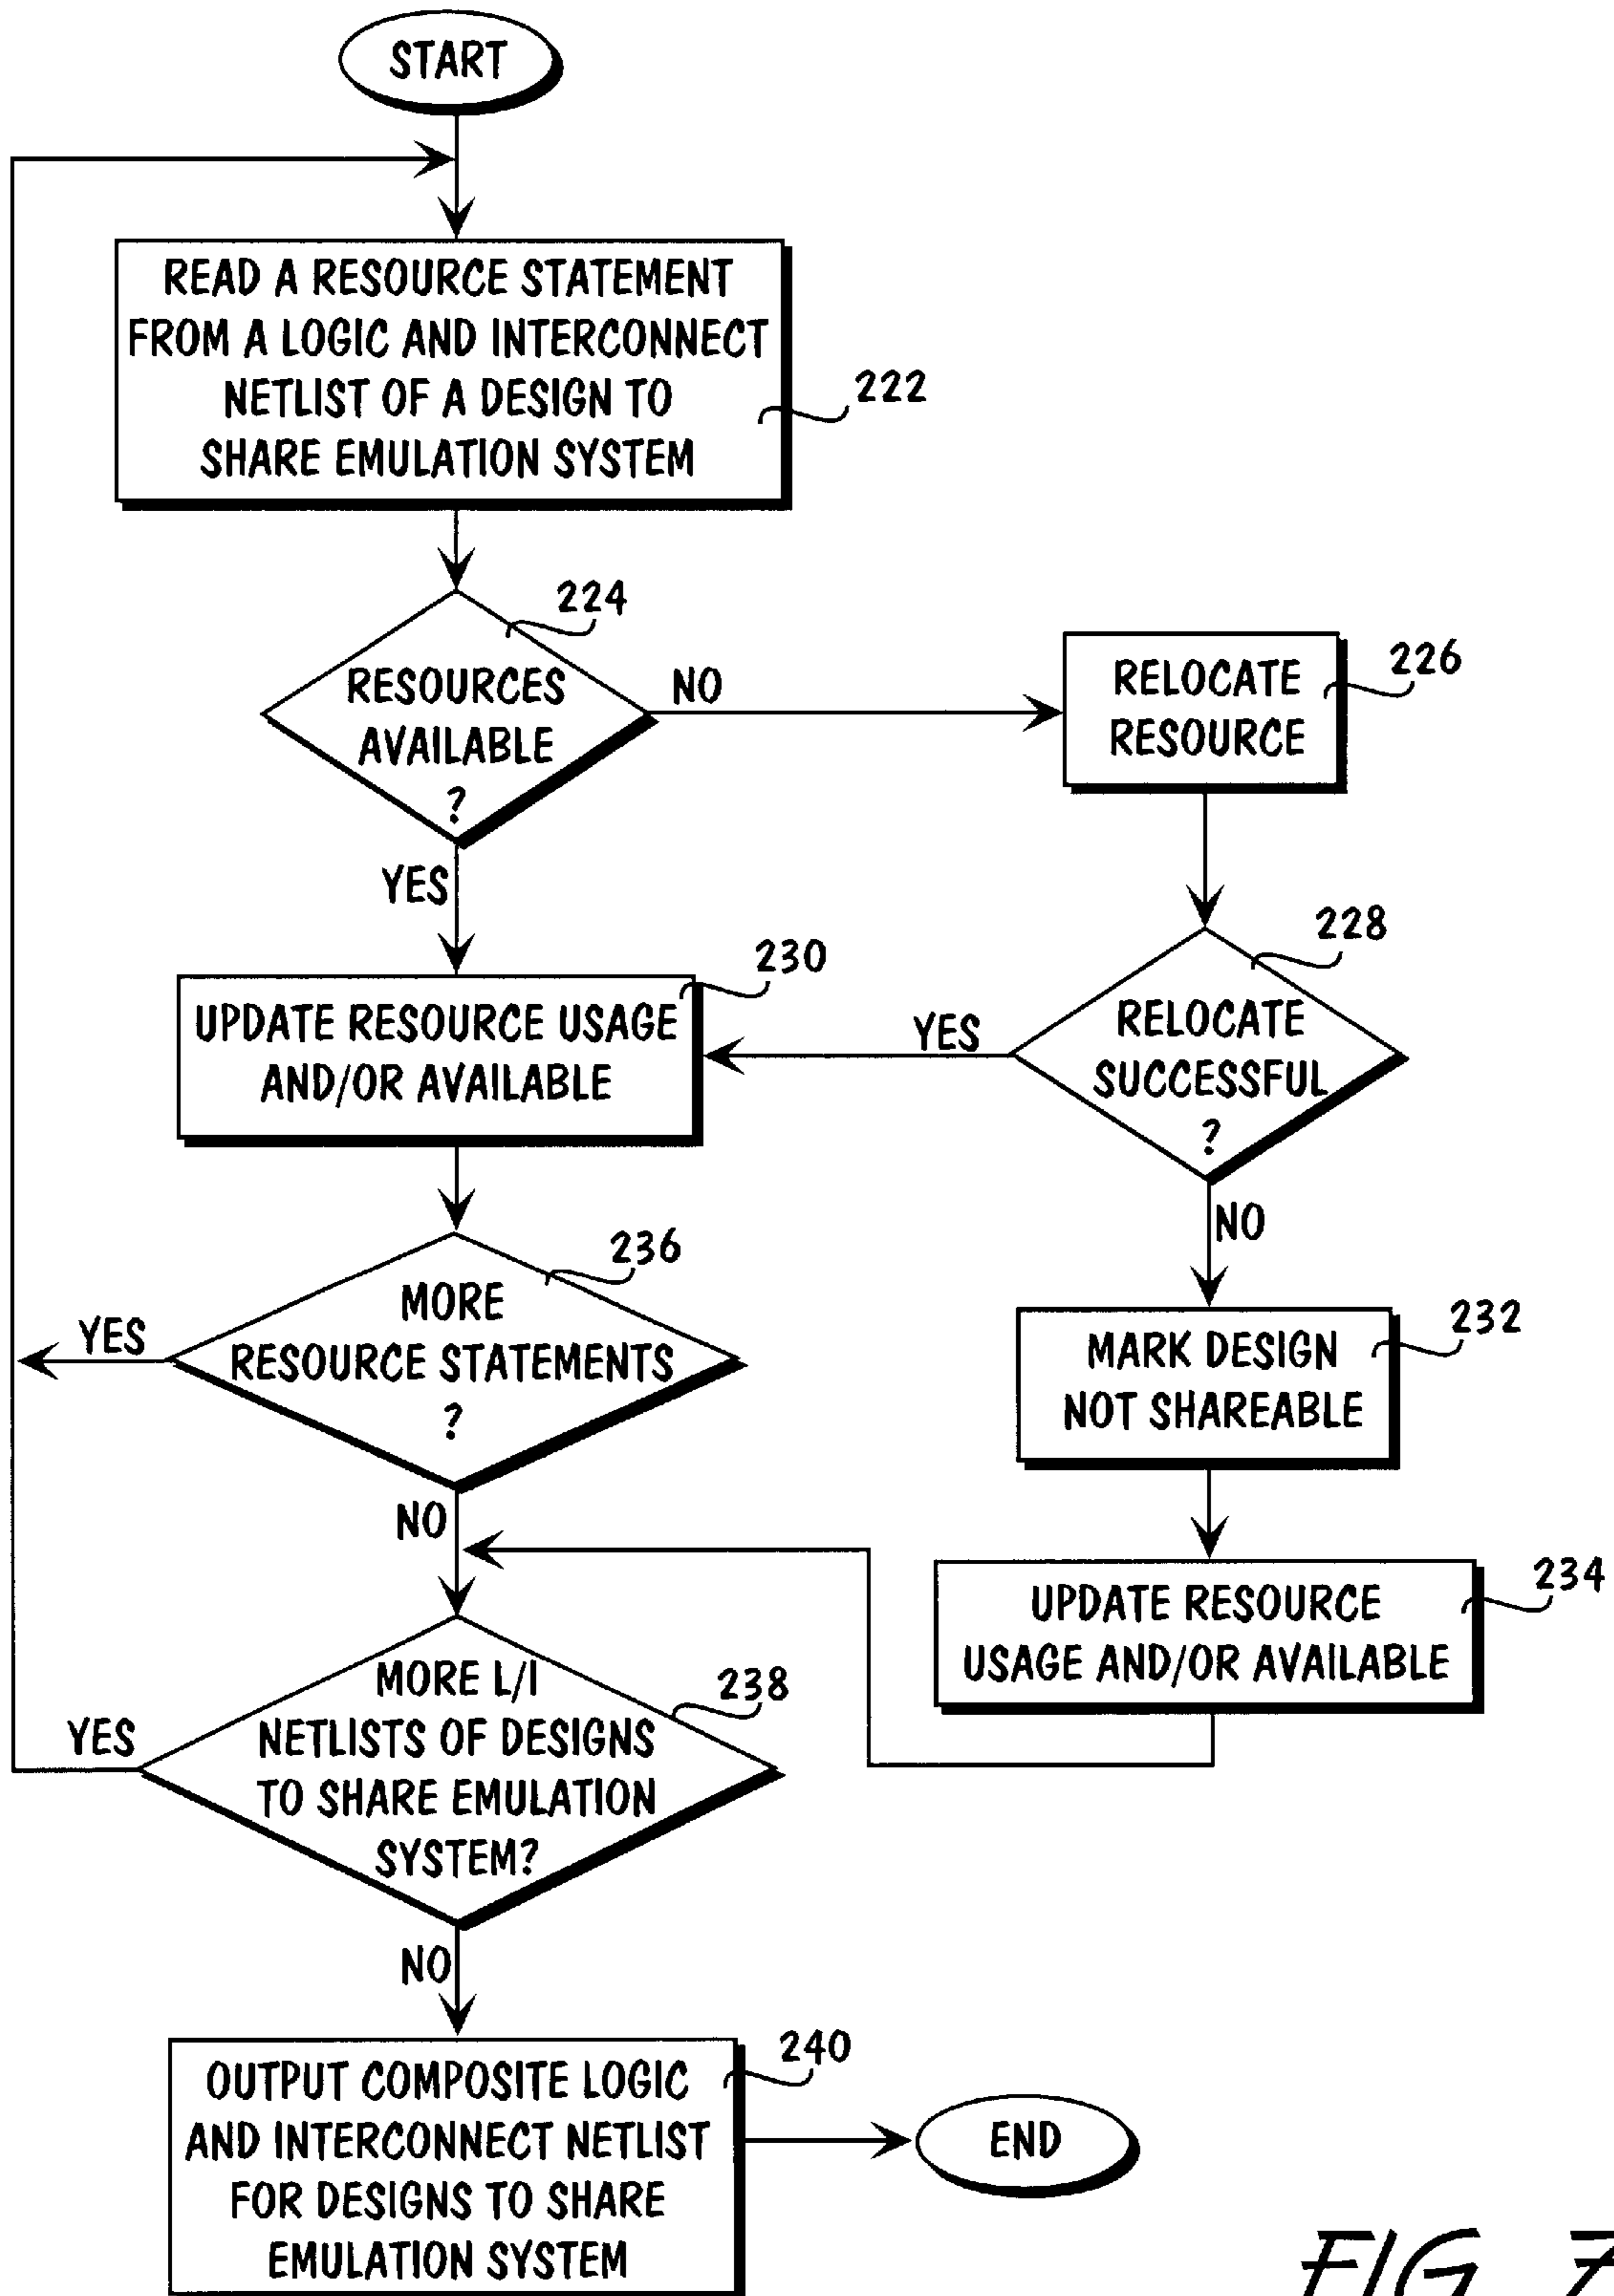 START
READ A RESOURCE STATEMENT
FROM A LOGIC AND INTERCONNECT
NETLIST OF A DESIGN TO
SHARE EMULATION SYSTEM
222
224
RESOURCES
AVAILABLE
?
NO
RELOCATE
RESOURCE
226
YES
228
RELOCATE
SUCCESSFUL
?
YES
230
UPDATE RESOURCE USAGE
AND/OR AVAILABLE
NO
236
MORE
RESOURCE STATEMENTS
?
YES
232
MARK DESIGN
NOT SHAREABLE
NO
234
UPDATE RESOURCE
USAGE AND/OR AVAILABLE
238
MORE L/I
NETLISTS OF DESIGNS
TO SHARE EMULATION
SYSTEM?
YES
NO
240
OUTPUT COMPOSITE LOGIC
AND INTERCONNECT NETLIST
FOR DESIGNS TO SHARE
EMULATION SYSTEM
END
FIG 7